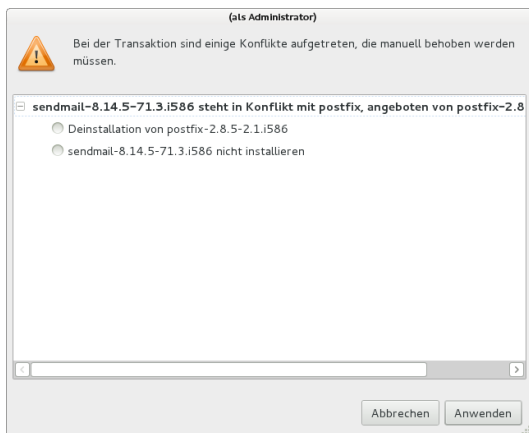 (als Administrator)
Bei der Transaktion sind einige Konflikte aufgetreten, die manuell behoben werden
müssen.
sendmail-8.14.5-71.3.i586 steht in Konflikt mit postfix, angeboten von postfix-2.8
Deinstallation von postfix-2.8.5-2.1.i586
sendmail-8.14.5-71.3.i586 nicht installieren
Abbrechen
Anwenden